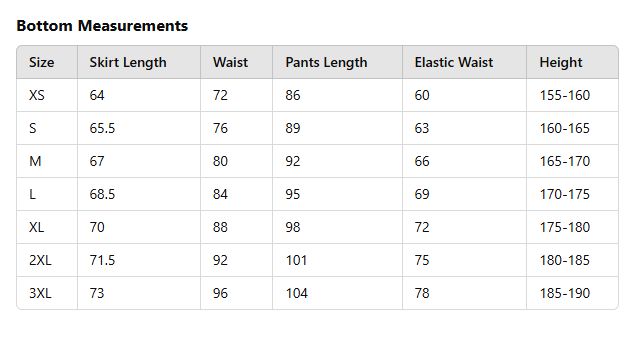 Bottom Measurements
Size Skirt Length Waist Pants Length Elastic Waist Height
XS 64 72 86 60 155-160
S 65.5 76 89 63 160-165
M 67 80 92 66 165-170
L 68.5 84 95 69 170-175
XL 70 88 98 72 175-180
2XL 71.5 92 101 75 180-185
3XL 73 96 104 78 185-190